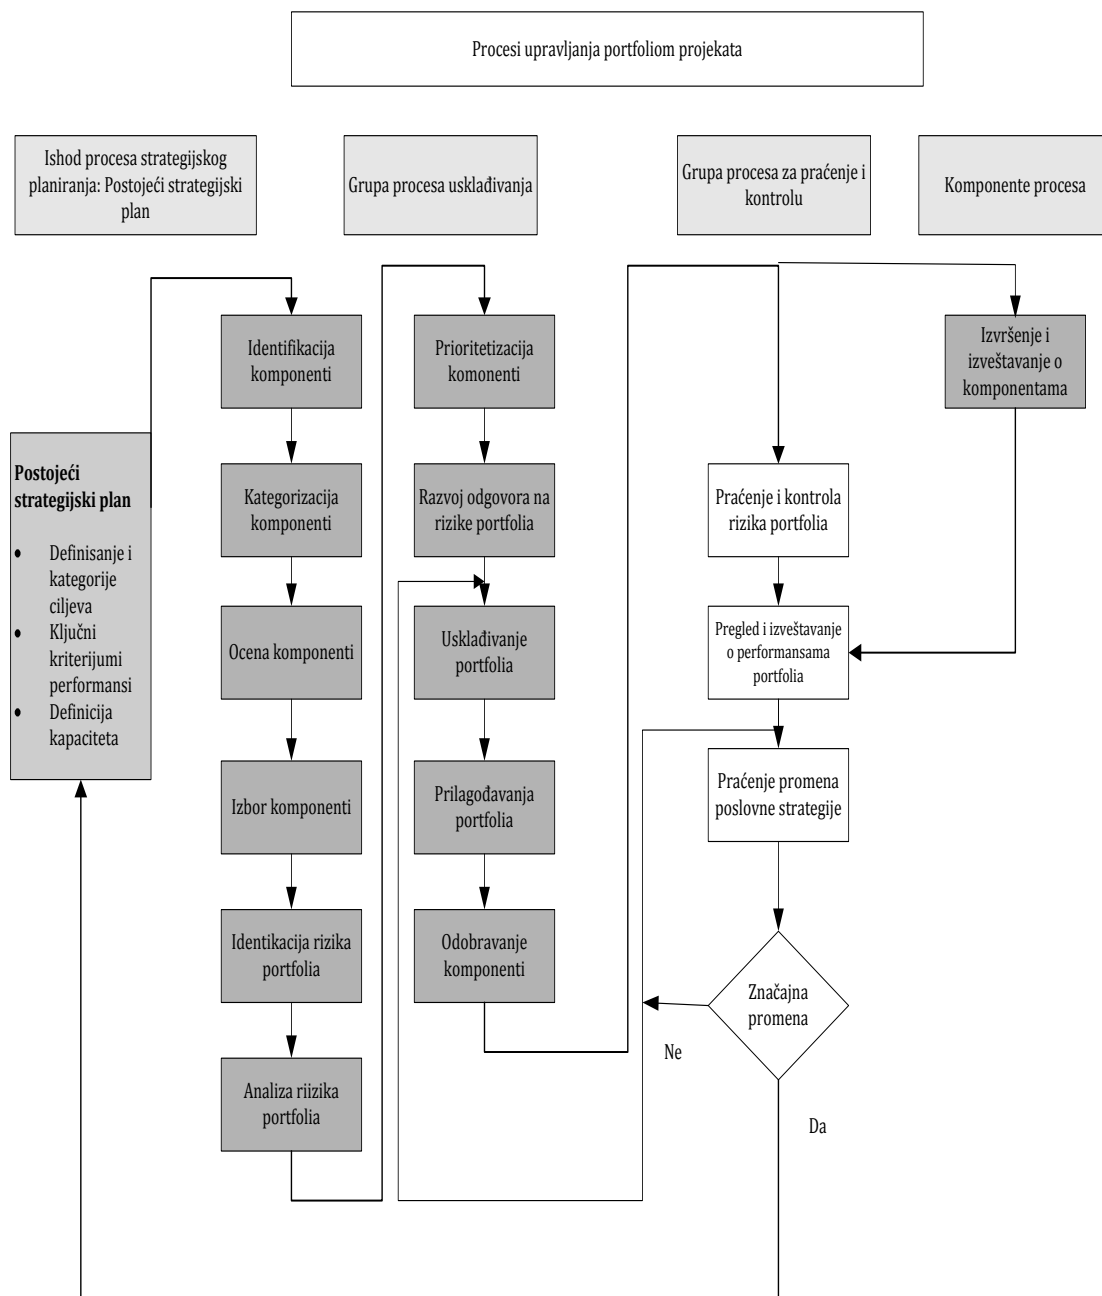 Procesi upravljanja portfoliom projekata
Ishod procesa strategijskog
planiranja: Postojeći strategijski
plan
Grupa procesa usklađivanja
Grupa procesa za praćenje i
kontrolu
Komponente procesa
Postojeći
strategijski plan
• Definisanje i
kategorije
ciljeva
• Ključni
kriterijumi
performansi
• Definicija
kapaciteta
Identifikacija
komponenti
Kategorizacija
komponenti
Ocena komponenti
Izbor komponenti
Identikacija rizika
portfolia
Analiza riizika
portfolia
Prioritetizacija
komonenti
Razvoj odgovora na
rizike portfolia
Usklađivanje
portfolia
Prilagođavanja
portfolia
Odobravanje
komponenti
Praćenje i kontrola
rizika portfolia
Pregled i izveštavanje
o performansama
portfolia
Praćenje promena
poslovne strategije
Značajna
promena
Ne
Da
Izvršenje i
izveštavanje o
komponentama